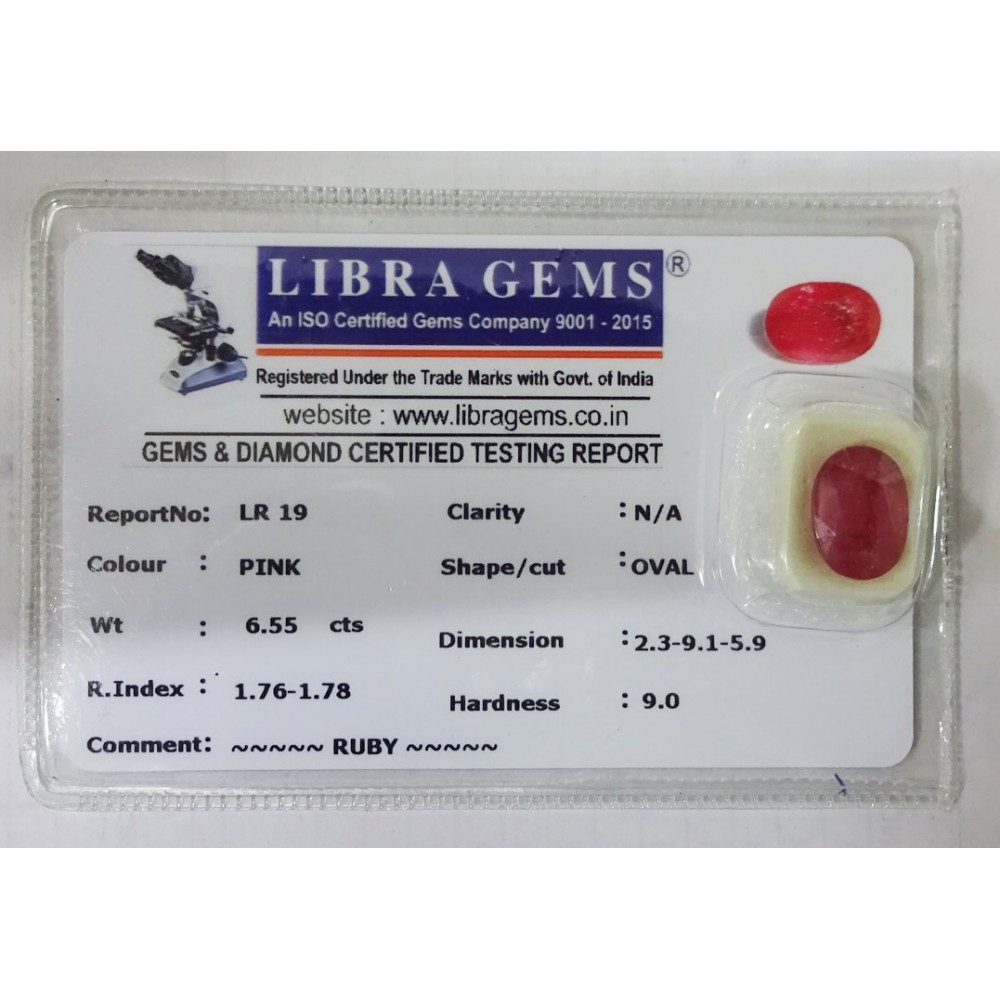 LIBRA GEMS ®
An ISO Certified Gems Company 9001 - 2015
Registered Under the Trade Marks with Govt. of India
website : www.libragems.co.in
GEMS & DIAMOND CERTIFIED TESTING REPORT
ReportNo: LR 19 Clarity : N/A
Colour : PINK Shape/cut : OVAL
Wt : 6.55 cts Dimension : 2.3-9.1-5.9
R.Index : 1.76-1.78 Hardness : 9.0
Comment: ~~~~~ RUBY ~~~~~